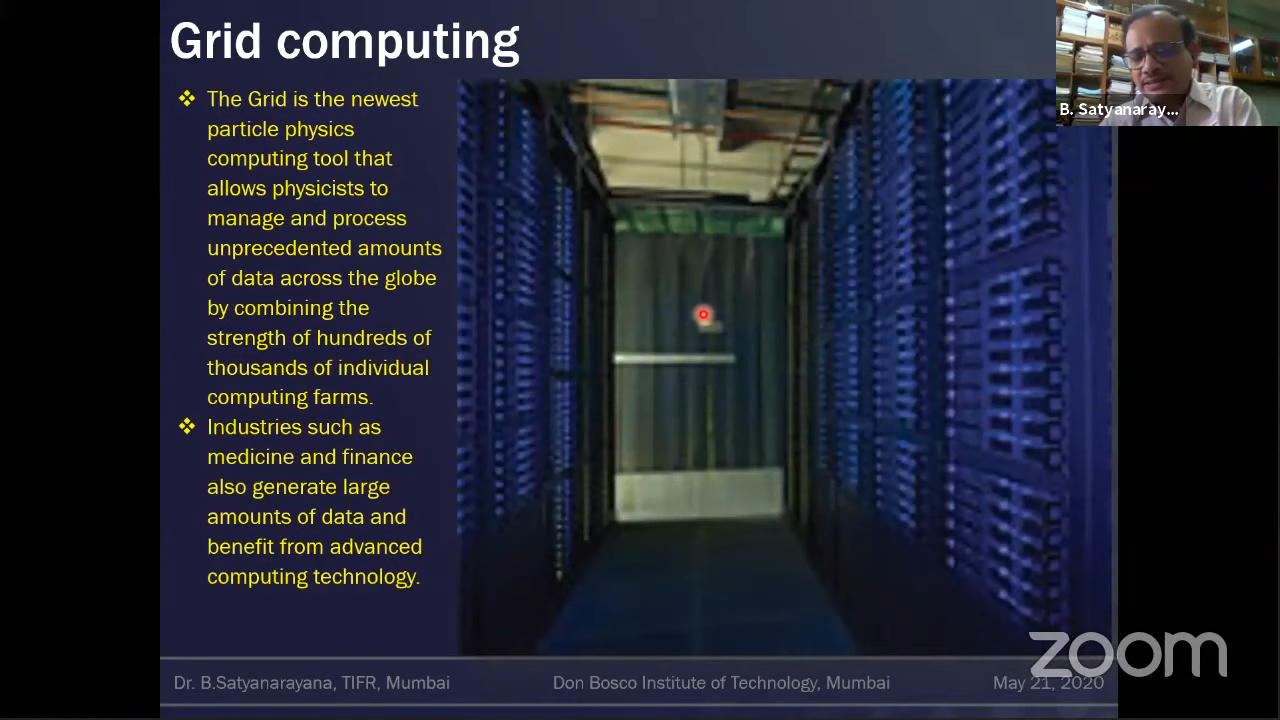 Grid computing
B. Satyanaray...
❖ The Grid is the newest
particle physics
computing tool that
allows physicists to
manage and process
unprecedented amounts
of data across the globe
by combining the
strength of hundreds of
thousands of individual
computing farms.
❖ Industries such as
medicine and finance
also generate large
amounts of data and
benefit from advanced
computing technology.
zoom
Dr. B.Satyanarayana, TIFR, Mumbai
Don Bosco Institute of Technology, Mumbai
May 21, 2020